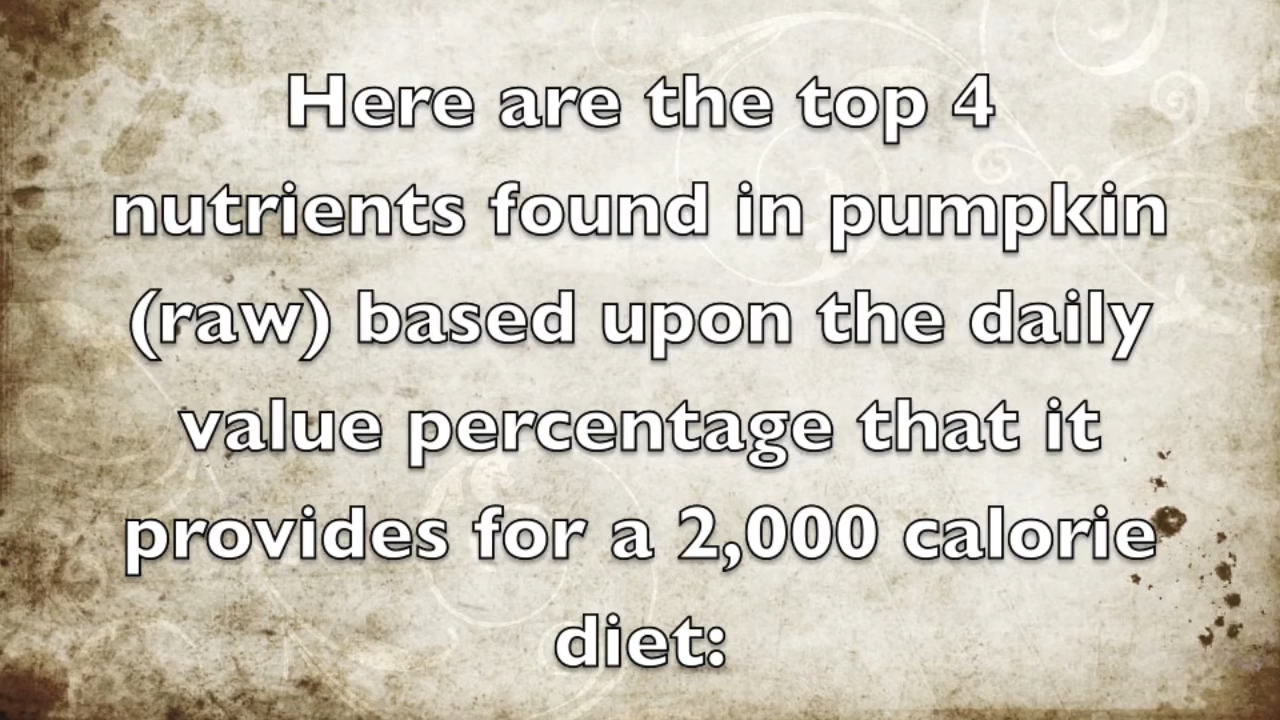 Here are the top 4
nutrients found in pumpkin
(raw) based upon the daily
value percentage that it
provides for a 2,000 calorie
diet: